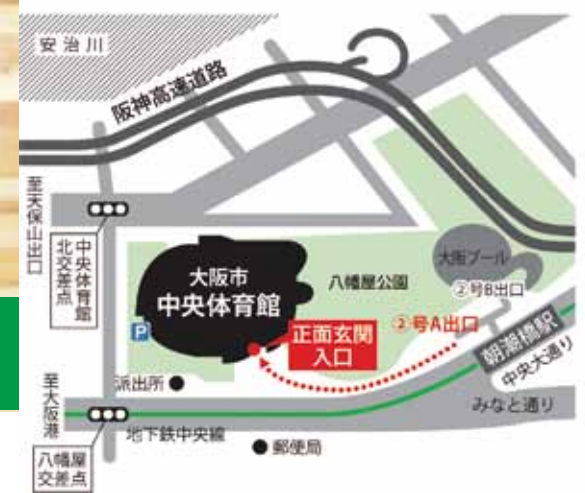 安治川
阪神高速道路
至天保山出口
中央体育館
北交差点
大阪市
中央体育館
八幡屋公園
大阪プール
②号B出口
②号A出口
正面玄関
入口
P
朝潮橋駅
中央大通り
派出所
みなと通り
至大阪港
地下鉄中央線
郵便局
八幡屋
交差点